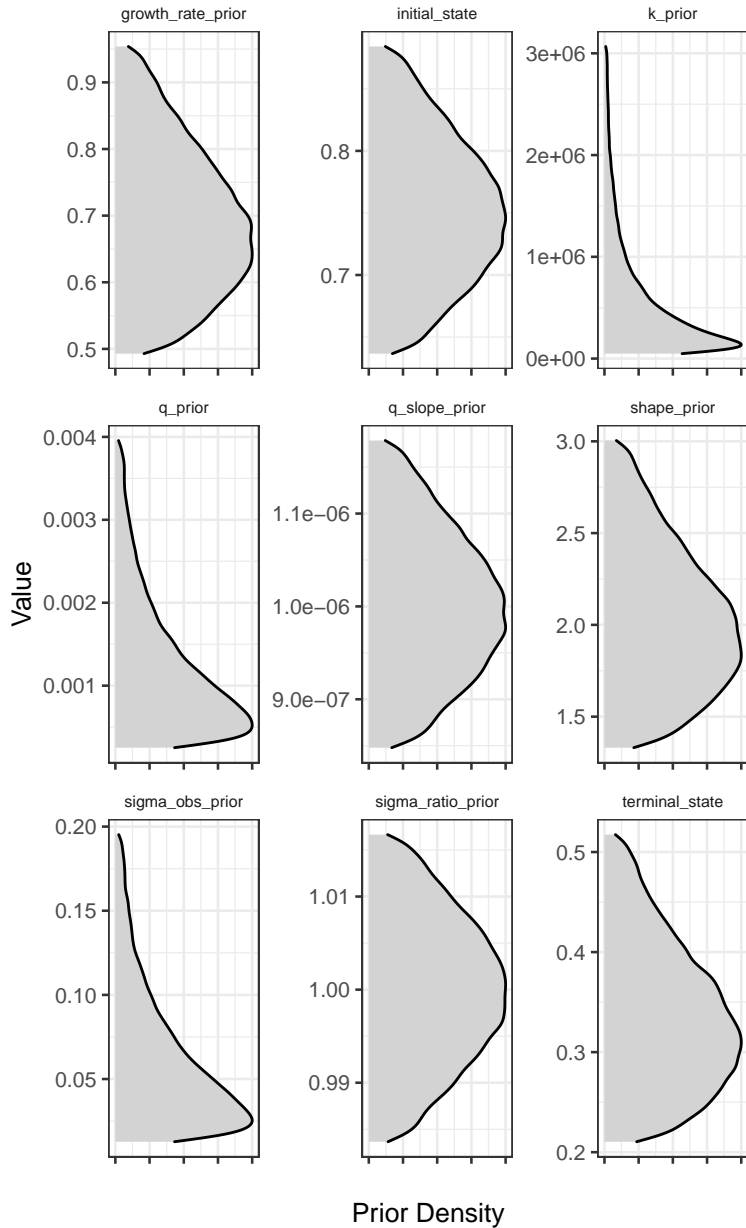 growth_rate_prior
initial_state
k_prior
0.9
0.8
0.7
0.6
0.5
0.8
0.7
3e+06
2e+06
1e+06
0e+00
q_prior
q_slope_prior
shape_prior
0.004
0.003
0.002
0.001
1.1e−06
1.0e−06
9.0e−07
3.0
2.5
2.0
1.5
Value
sigma_obs_prior
sigma_ratio_prior
terminal_state
0.20
0.15
0.10
0.05
1.01
1.00
0.99
0.5
0.4
0.3
0.2
Prior Density